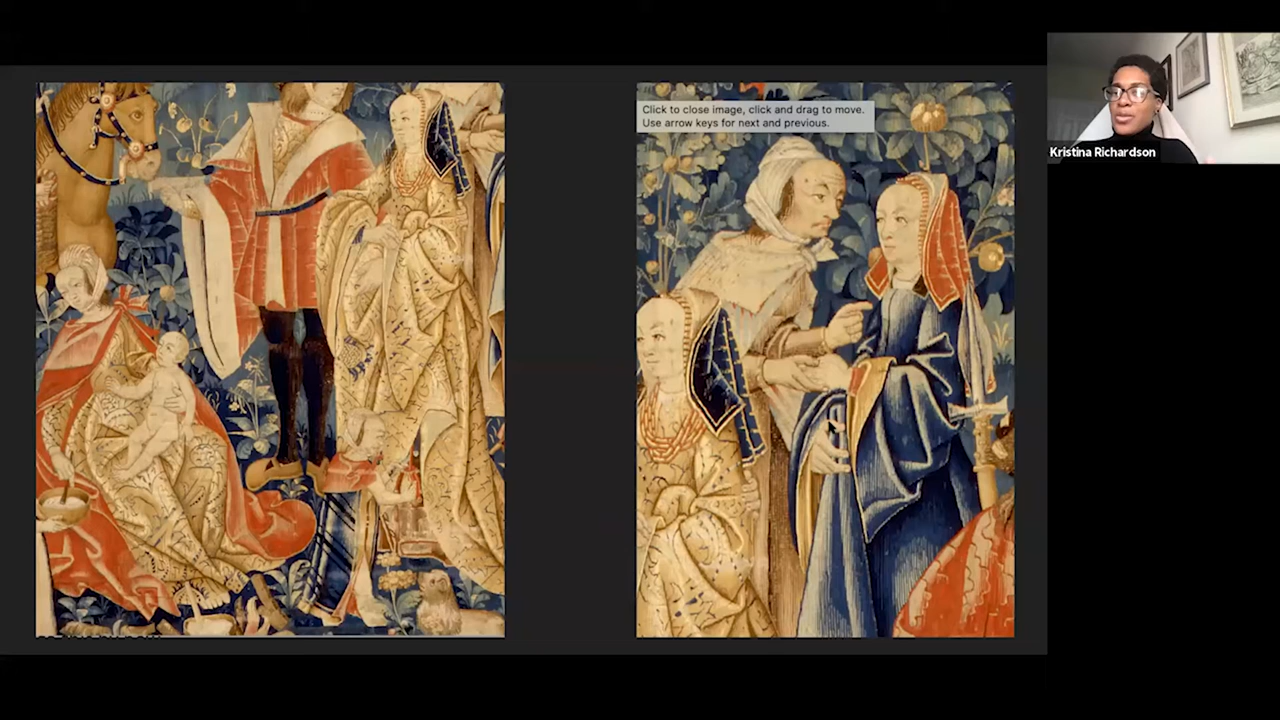 Click to close image, click and drag to move.
Use arrow keys for next and previous.
Kristina Richardson